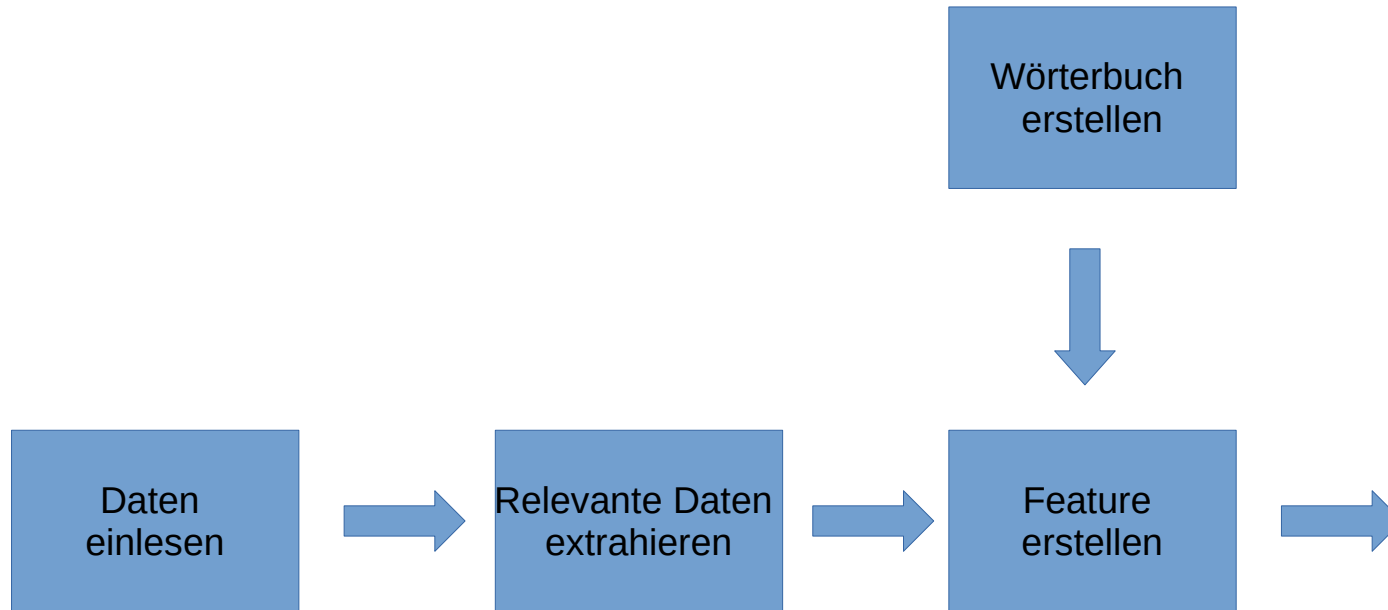 Wörterbuch
erstellen
Daten
einlesen
Relevante Daten
extrahieren
Feature
erstellen